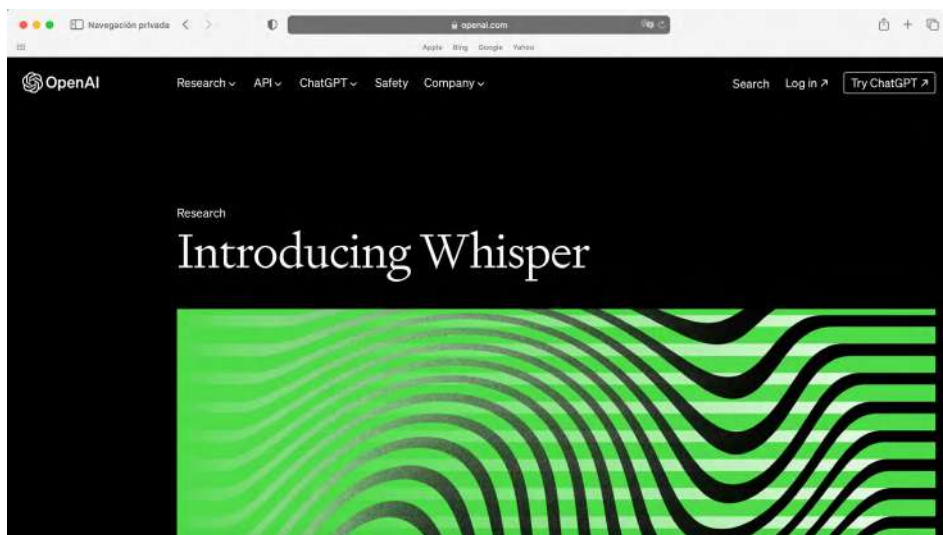 Navegación privada
openai.com
Apple Bing Google Yahoo
OpenAI Research API ChatGPT Safety Company Search Log in ↗ Try ChatGPT ↗
Research
Introducing Whisper